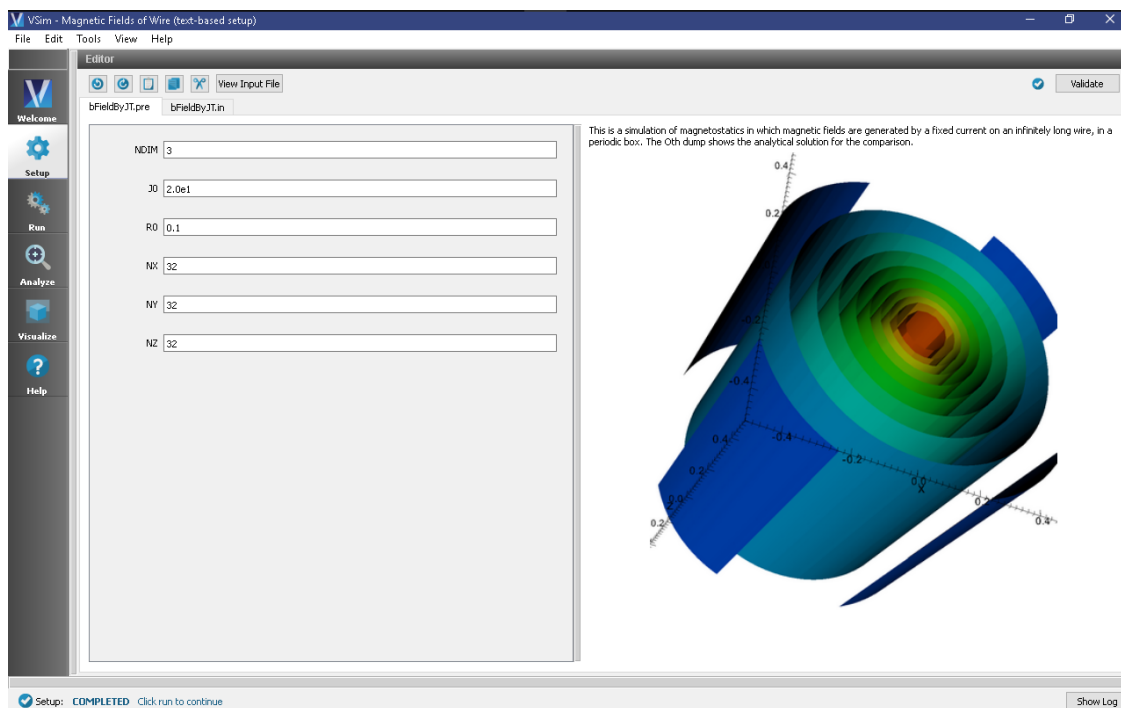 VSim - Magnetic Fields of Wire (text-based setup)
File Edit Tools View Help
Editor
View Input File
Validate
bFieldByJT.pre bFieldByJT.in
Welcome
Setup
Run
Analyze
Visualize
Help
NDIM 3
J0 2.0e1
R0 0.1
NX 32
NY 32
NZ 32
This is a simulation of magnetostatics in which magnetic fields are generated by a fixed current on an infinitely long wire, in a
periodic box. The 0th dump shows the analytical solution for the comparison.
0.4
0.2
-0.2
-0.4
0.4
0.2
0.0
0.2
-0.4
-0.2
0.0
X
0.2
0.4
Setup: COMPLETED Click run to continue
Show Log